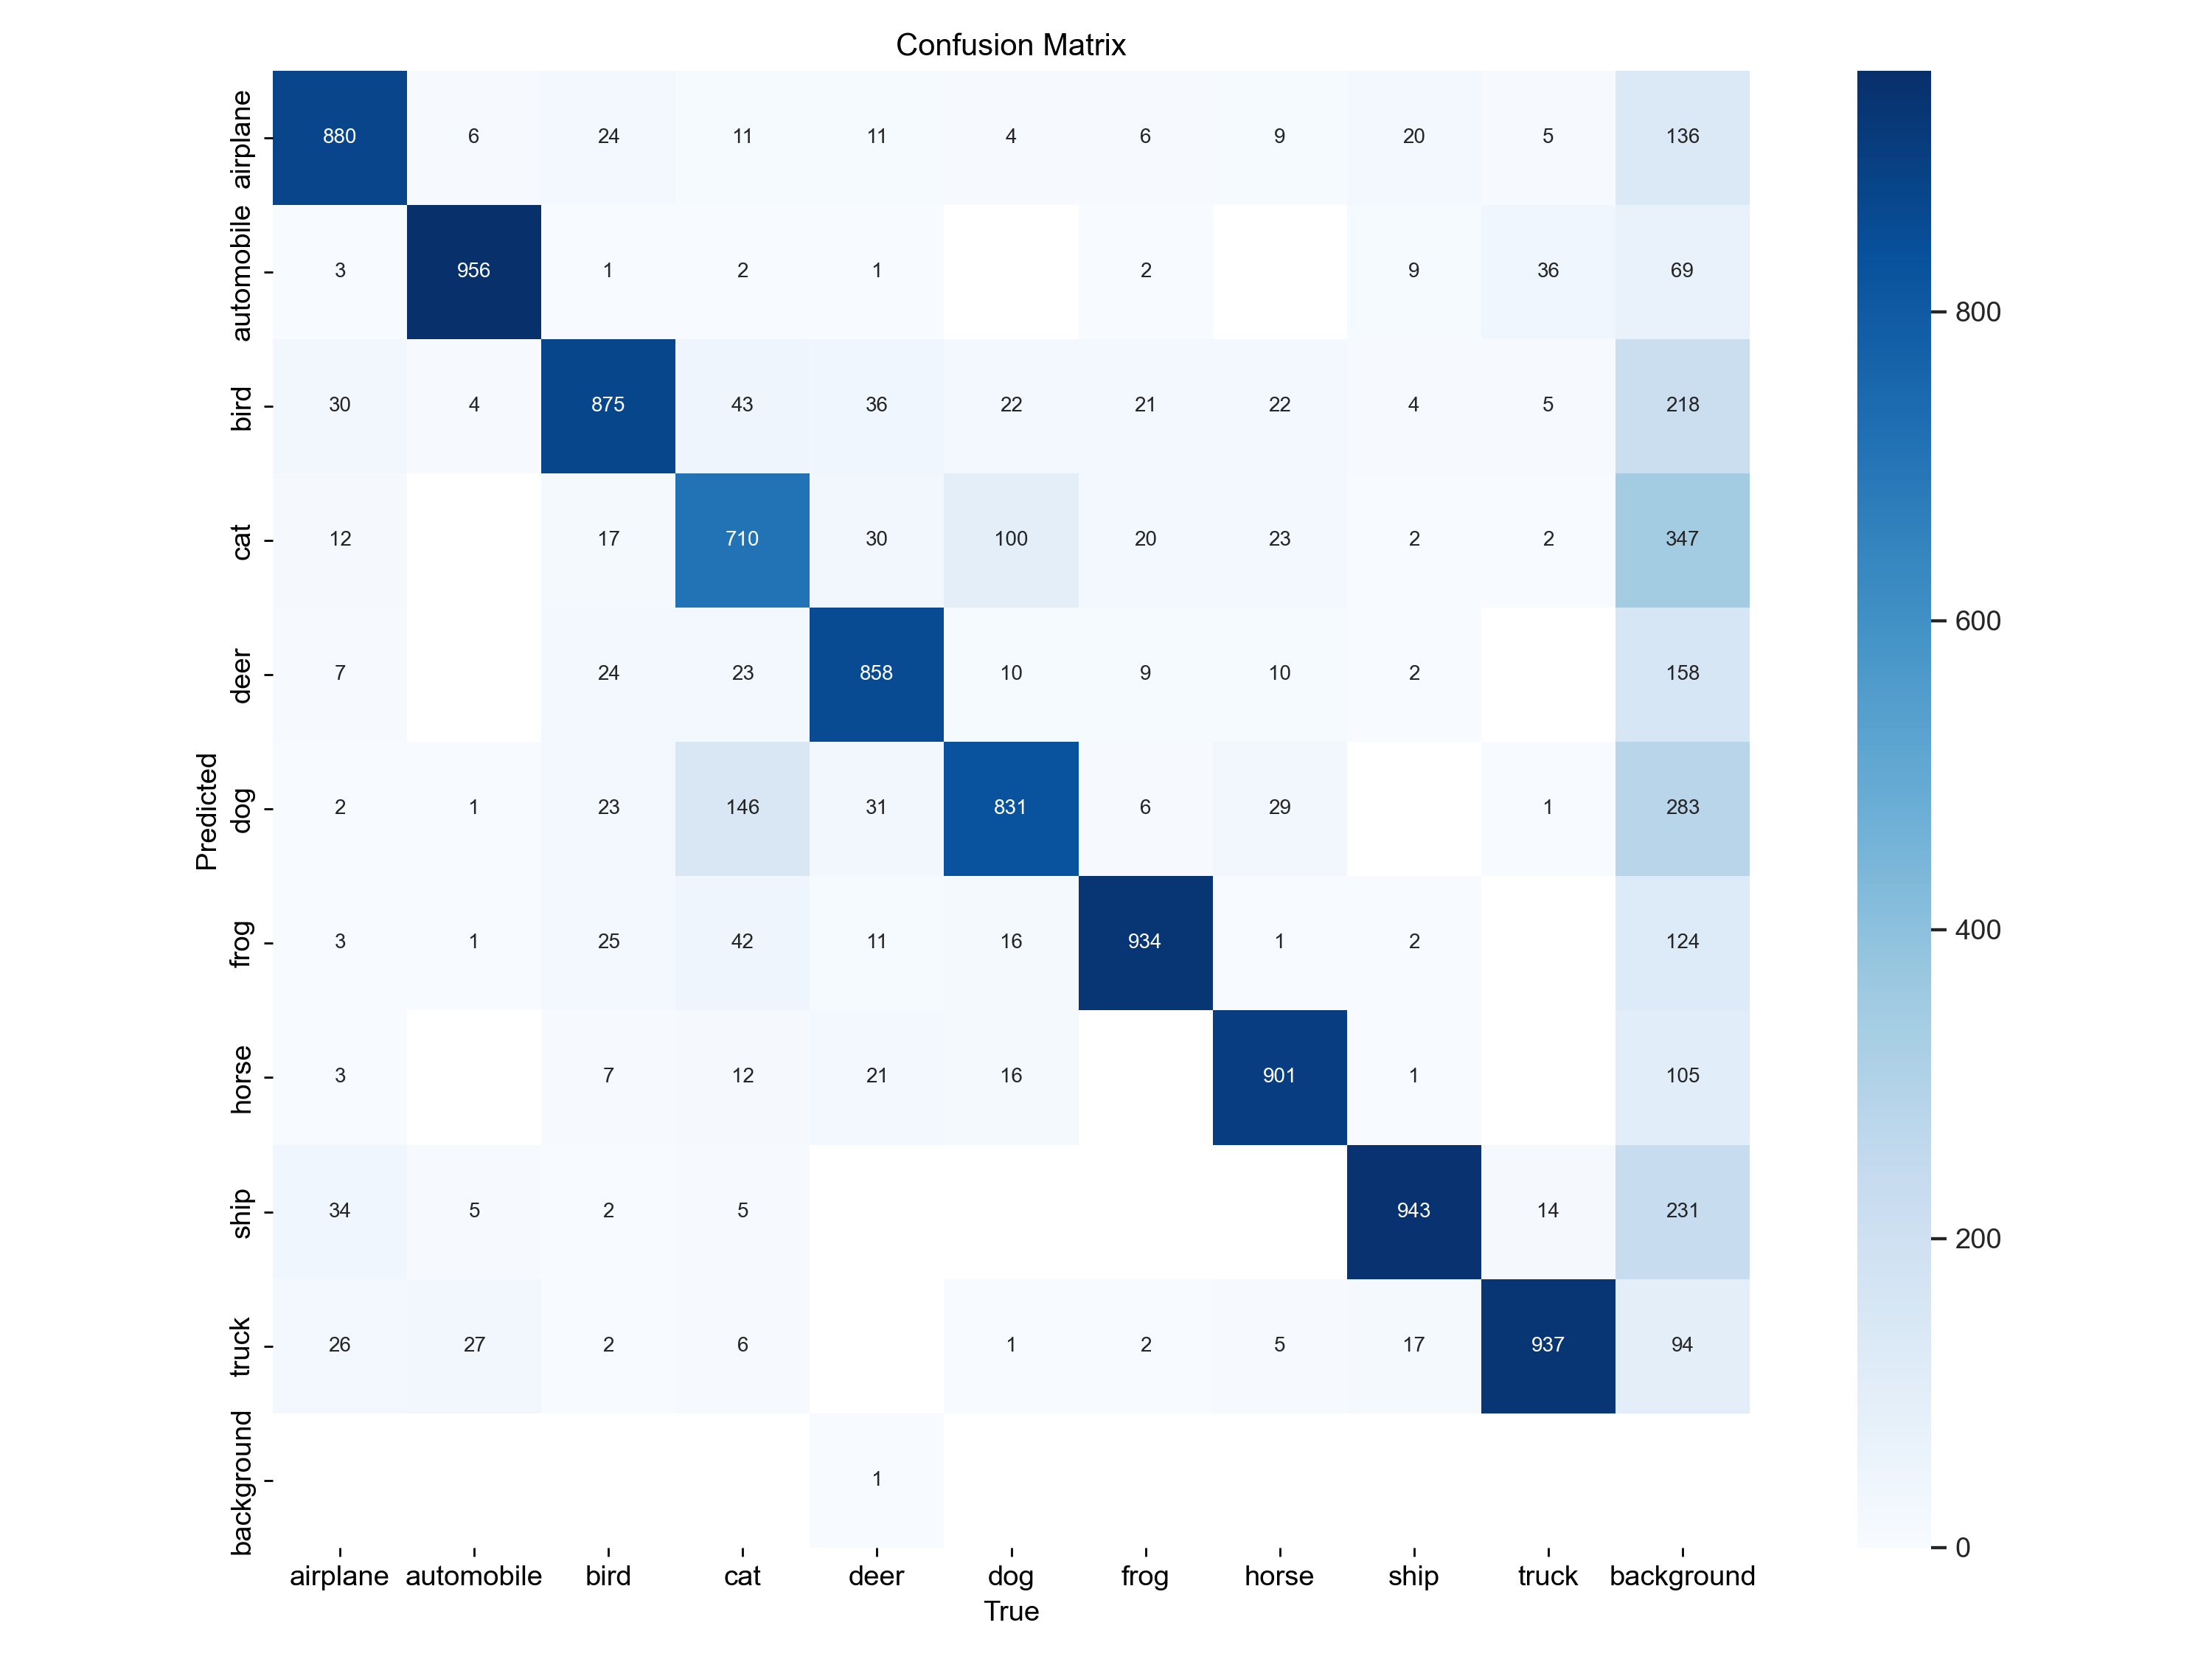 Confusion Matrix
airplane 880 6 24 11 11 4 6 9 20 5 136
automobile 3 956 1 2 1 2 9 36 69
bird 30 4 875 43 36 22 21 22 4 5 218
cat 12 17 710 30 100 20 23 2 2 347
deer 7 24 23 858 10 9 10 2 158
dog 2 1 23 146 31 831 6 29 1 283
frog 3 1 25 42 11 16 934 1 2 124
horse 3 7 12 21 16 901 1 105
ship 34 5 2 5 943 14 231
truck 26 27 2 6 1 2 5 17 937 94
background 1
Predicted
airplane automobile bird cat deer dog frog horse ship truck background
True
800
600
400
200
0